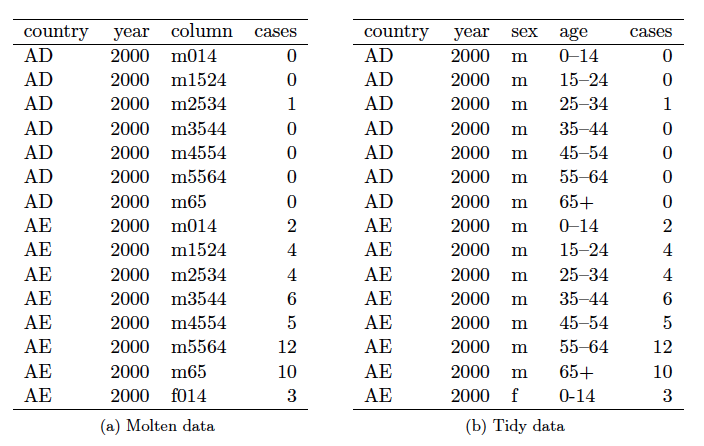 country year column cases
AD 2000 m014 0
AD 2000 m1524 0
AD 2000 m2534 1
AD 2000 m3544 0
AD 2000 m4554 0
AD 2000 m5564 0
AD 2000 m65 0
AE 2000 m014 2
AE 2000 m1524 4
AE 2000 m2534 4
AE 2000 m3544 6
AE 2000 m4554 5
AE 2000 m5564 12
AE 2000 m65 10
AE 2000 f014 3
(a) Molten data
country year sex age cases
AD 2000 m 0–14 0
AD 2000 m 15–24 0
AD 2000 m 25–34 1
AD 2000 m 35–44 0
AD 2000 m 45–54 0
AD 2000 m 55–64 0
AD 2000 m 65+ 0
AE 2000 m 0–14 2
AE 2000 m 15–24 4
AE 2000 m 25–34 4
AE 2000 m 35–44 6
AE 2000 m 45–54 5
AE 2000 m 55–64 12
AE 2000 m 65+ 10
AE 2000 f 0-14 3
(b) Tidy data